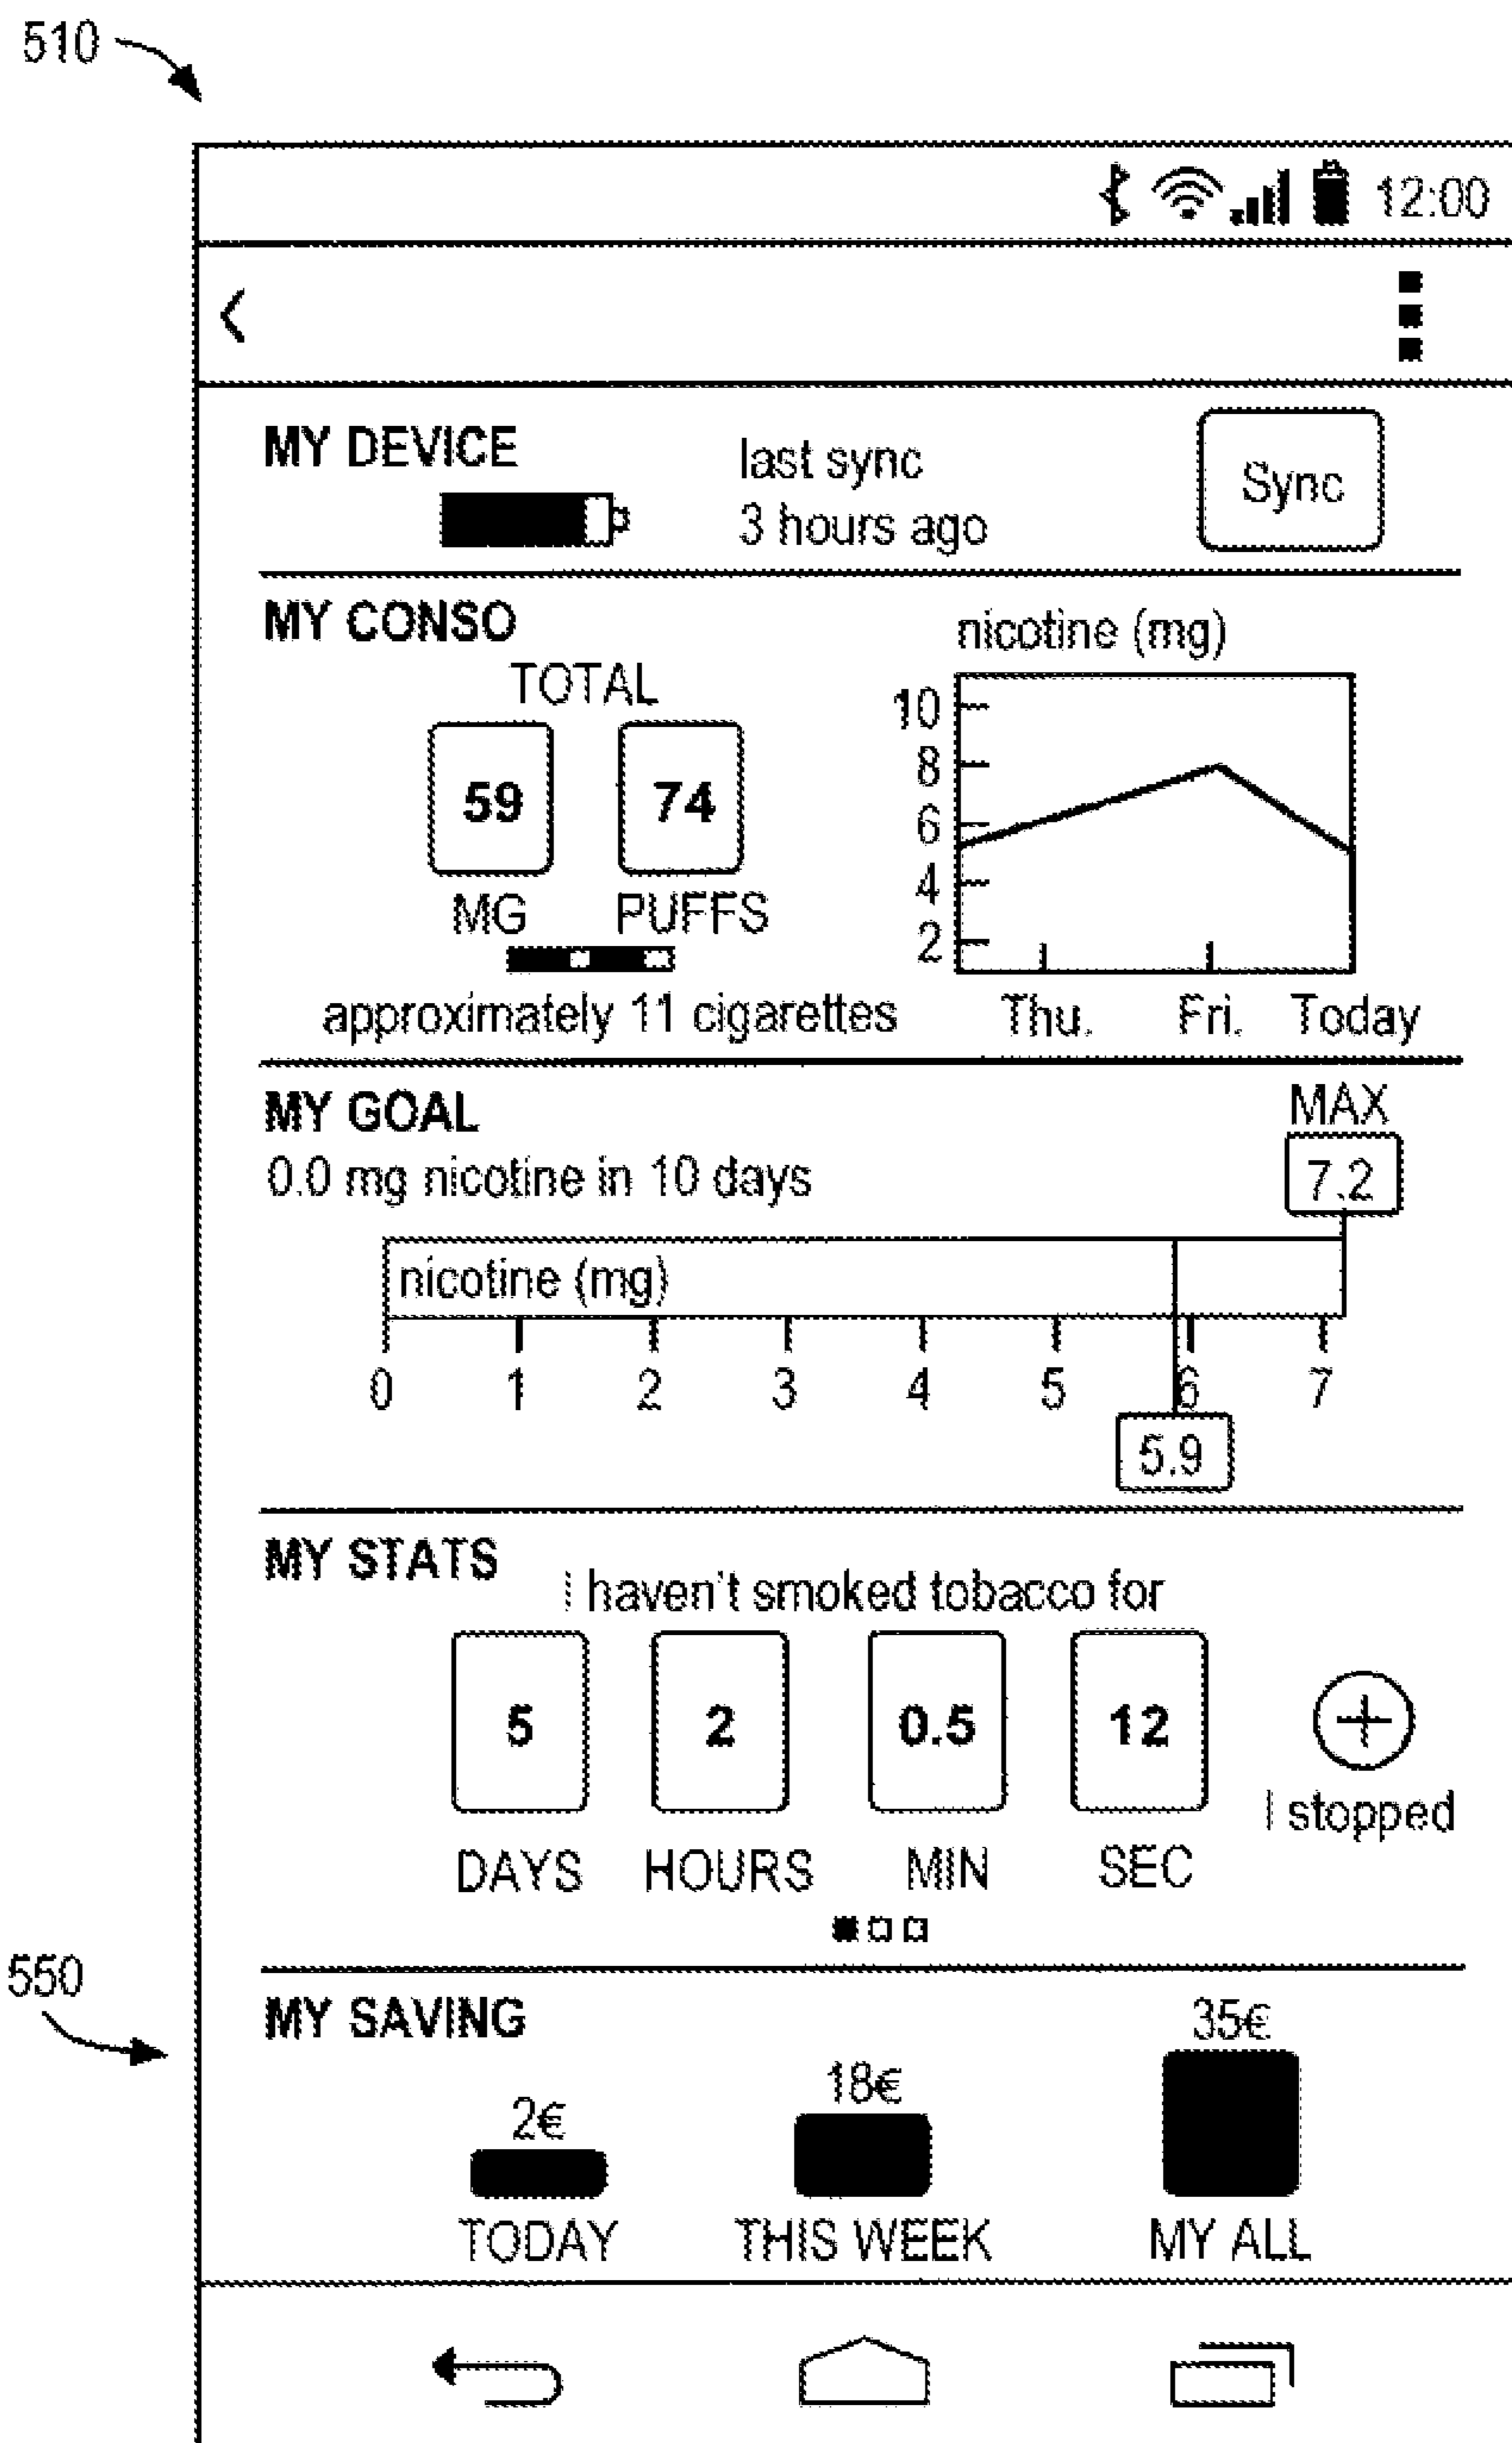 510
12:00
MY DEVICE
last sync
3 hours ago
Sync
MY CONSO
TOTAL
59
74
MG
PUFFS
approximately 11 cigarettes
nicotine (mg)
10
8
6
4
2
Thu. Fri. Today
MY GOAL
0.0 mg nicotine in 10 days
MAX
7.2
nicotine (mg)
0 1 2 3 4 5 6 7
5.9
MY STATS
I haven't smoked tobacco for
5 2 0.5 12
I stopped
DAYS HOURS MIN SEC
550
MY SAVING
2€ 18€ 35€
TODAY THIS WEEK MY ALL